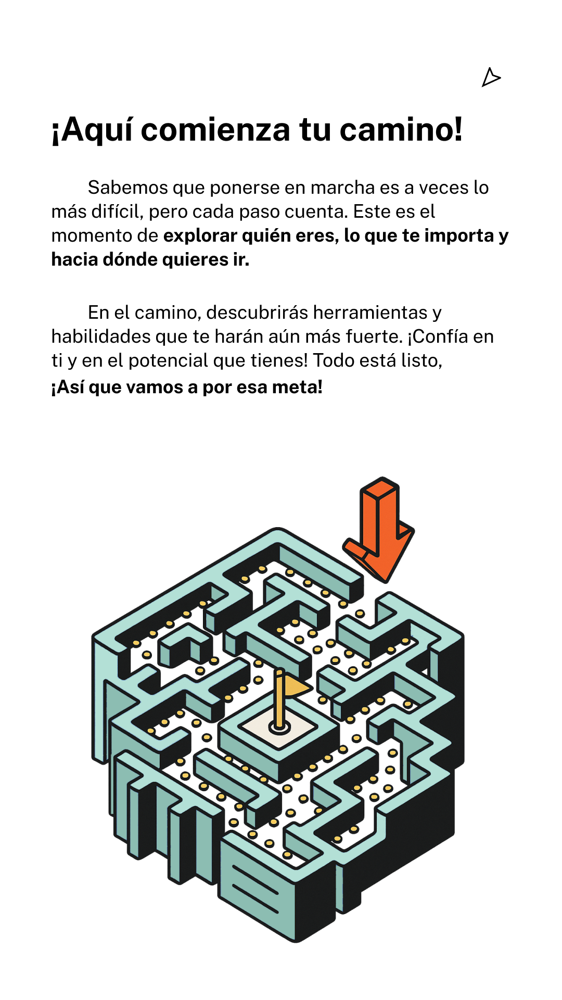 ¡Aquí comienza tu camino!
Sabemos que ponerse en marcha es a veces lo
más difícil, pero cada paso cuenta. Este es el
momento de explorar quién eres, lo que te importa y
hacia dónde quieres ir.
En el camino, descubrirás herramientas y
habilidades que te harán aún más fuerte. ¡Confía en
ti y en el potencial que tienes! Todo está listo,
¡Así que vamos a por esa meta!